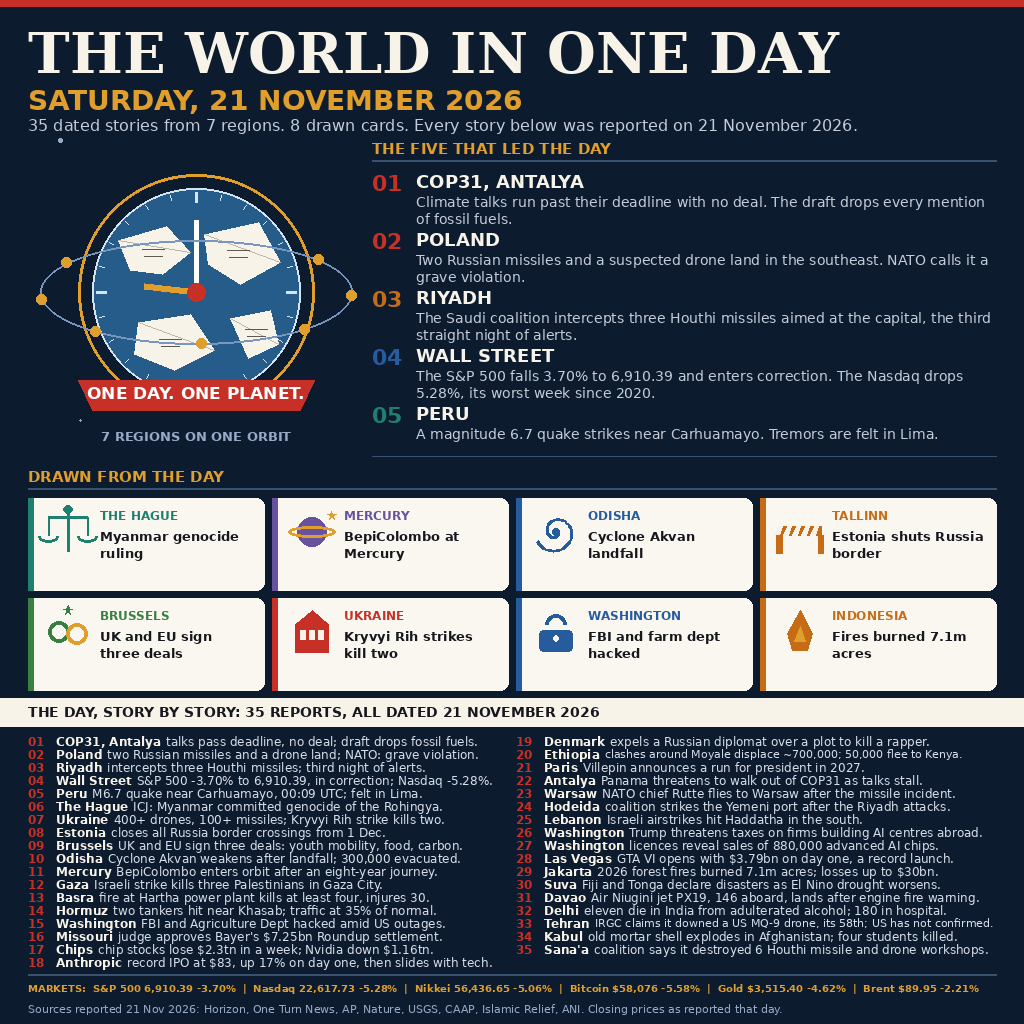 THE WORLD IN ONE DAY
SATURDAY, 21 NOVEMBER 2026
35 dated stories from 7 regions. 8 drawn cards. Every story below was reported on 21 November 2026.
ONE DAY. ONE PLANET.
7 REGIONS ON ONE ORBIT
THE FIVE THAT LED THE DAY
01 COP31, ANTALYA
Climate talks run past their deadline with no deal. The draft drops every mention
of fossil fuels.
02 POLAND
Two Russian missiles and a suspected drone land in the southeast. NATO calls it a
grave violation.
03 RIYADH
The Saudi coalition intercepts three Houthi missiles aimed at the capital, the third
straight night of alerts.
04 WALL STREET
The S&P 500 falls 3.70% to 6,910.39 and enters correction. The Nasdaq drops
5.28%, its worst week since 2020.
05 PERU
A magnitude 6.7 quake strikes near Carhuamayo. Tremors are felt in Lima.
DRAWN FROM THE DAY
THE HAGUE
Myanmar genocide
ruling
MERCURY
BepiColombo at
Mercury
ODISHA
Cyclone Akvan
landfall
TALLINN
Estonia shuts Russia
border
BRUSSELS
UK and EU sign
three deals
UKRAINE
Kryvyi Rih strikes
kill two
WASHINGTON
FBI and farm dept
hacked
INDONESIA
Fires burned 7.1m
acres
THE DAY, STORY BY STORY: 35 REPORTS, ALL DATED 21 NOVEMBER 2026
01 COP31, Antalya talks pass deadline, no deal; draft drops fossil fuels.
02 Poland two Russian missiles and a drone land; NATO: grave violation.
03 Riyadh intercepts three Houthi missiles; third night of alerts.
04 Wall Street S&P 500 -3.70% to 6,910.39, in correction; Nasdaq -5.28%.
05 Peru M6.7 quake near Carhuamayo, 00:09 UTC; felt in Lima.
06 The Hague ICJ: Myanmar committed genocide of the Rohingya.
07 Ukraine 400+ drones, 100+ missiles; Kryvyi Rih strike kills two.
08 Estonia closes all Russia border crossings from 1 Dec.
09 Brussels UK and EU sign three deals: youth mobility, food, carbon.
10 Odisha Cyclone Akvan weakens after landfall; 300,000 evacuated.
11 Mercury BepiColombo enters orbit after an eight-year journey.
12 Gaza Israeli strike kills three Palestinians in Gaza City.
13 Basra fire at Hartha power plant kills at least four, injures 30.
14 Hormuz two tankers hit near Khasab; traffic at 35% of normal.
15 Washington FBI and Agriculture Dept hacked amid US outages.
16 Missouri judge approves Bayer's $7.25bn Roundup settlement.
17 Chips chip stocks lose $2.3tn in a week; Nvidia down $1.16tn.
18 Anthropic record IPO at $83, up 17% on day one, then slides with tech.
19 Denmark expels a Russian diplomat over a plot to kill a rapper.
20 Ethiopia clashes around Moyale displace ~700,000; 50,000 flee to Kenya.
21 Paris Villepin announces a run for president in 2027.
22 Antalya Panama threatens to walk out of COP31 as talks stall.
23 Warsaw NATO chief Rutte flies to Warsaw after the missile incident.
24 Hodeida coalition strikes the Yemeni port after the Riyadh attacks.
25 Lebanon Israeli airstrikes hit Haddatha in the south.
26 Washington Trump threatens taxes on firms building AI centres abroad.
27 Washington licences reveal sales of 880,000 advanced AI chips.
28 Las Vegas GTA VI opens with $3.79bn on day one, a record launch.
29 Jakarta 2026 forest fires burned 7.1m acres; losses up to $30bn.
30 Suva Fiji and Tonga declare disasters as El Nino drought worsens.
31 Davao Air Niugini jet PX19, 146 aboard, lands after engine fire warning.
32 Delhi eleven die in India from adulterated alcohol; 180 in hospital.
33 Tehran IRGC claims it downed a US MQ-9 drone, its 58th; US has not confirmed.
34 Kabul old mortar shell explodes in Afghanistan; four students killed.
35 Sana'a coalition says it destroyed 6 Houthi missile and drone workshops.
MARKETS: S&P 500 6,910.39 -3.70% | Nasdaq 22,617.73 -5.28% | Nikkei 56,436.65 -5.06% | Bitcoin $58,076 -5.58% | Gold $3,515.40 -4.62% | Brent $89.95 -2.21%
Sources reported 21 Nov 2026: Horizon, One Turn News, AP, Nature, USGS, CAAP, Islamic Relief, ANI. Closing prices as reported that day.